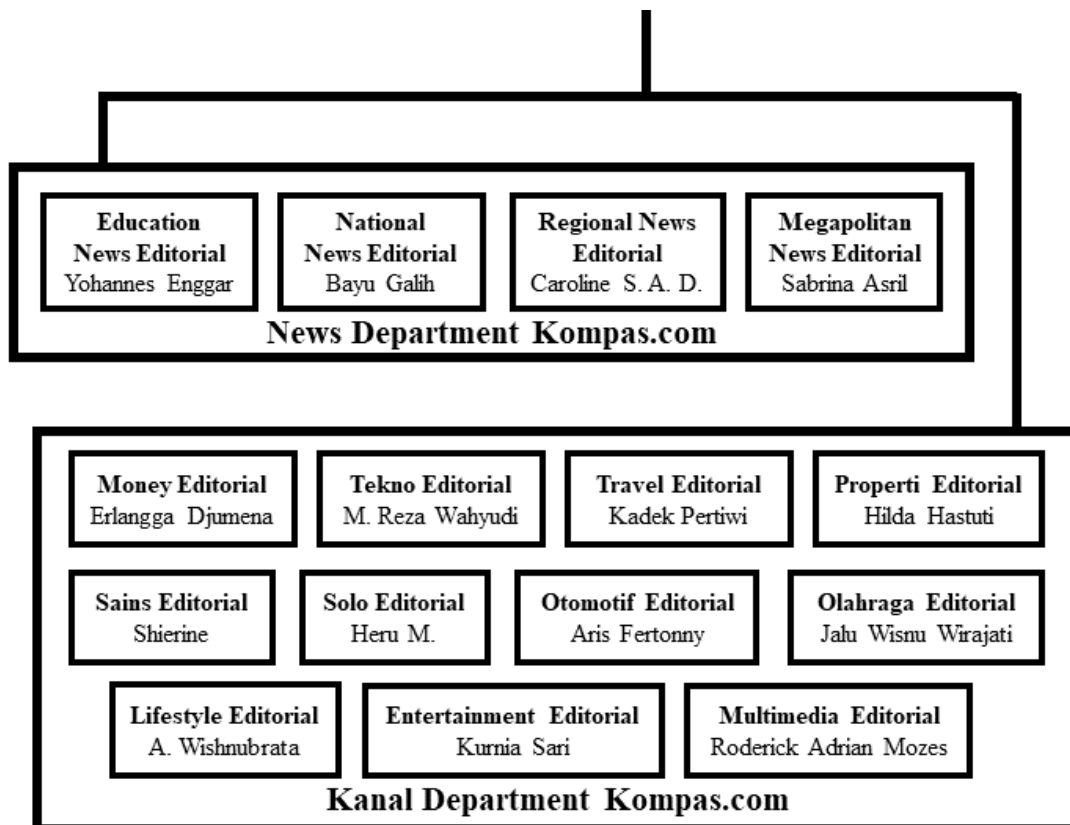 Education
News Editorial
Yohannes Enggar
National
News Editorial
Bayu Galih
Regional News
Editorial
Caroline S. A. D.
Megapolitan
News Editorial
Sabrina Asril
News Department Kompas.com
Money Editorial
Erlangga Djumena
Tekno Editorial
M. Reza Wahyudi
Travel Editorial
Kadek Pertiwi
Properti Editorial
Hilda Hastuti
Sains Editorial
Shierine
Solo Editorial
Heru M.
Otomotif Editorial
Aris Fertonny
Olahraga Editorial
Jalu Wisnu Wirajati
Lifestyle Editorial
A. Wishnubrata
Entertainment Editorial
Kurnia Sari
Multimedia Editorial
Roderick Adrian Mozes
Kanal Department Kompas.com